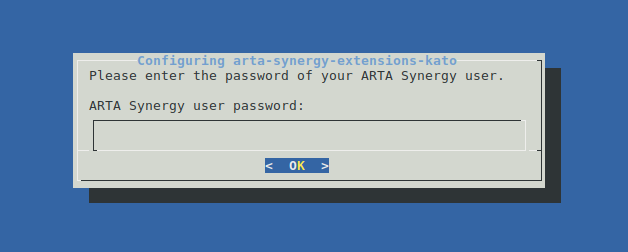 Configuring arta-synergy-extensions-kato
Please enter the password of your ARTA Synergy user.
ARTA Synergy user password:
<  OK  >